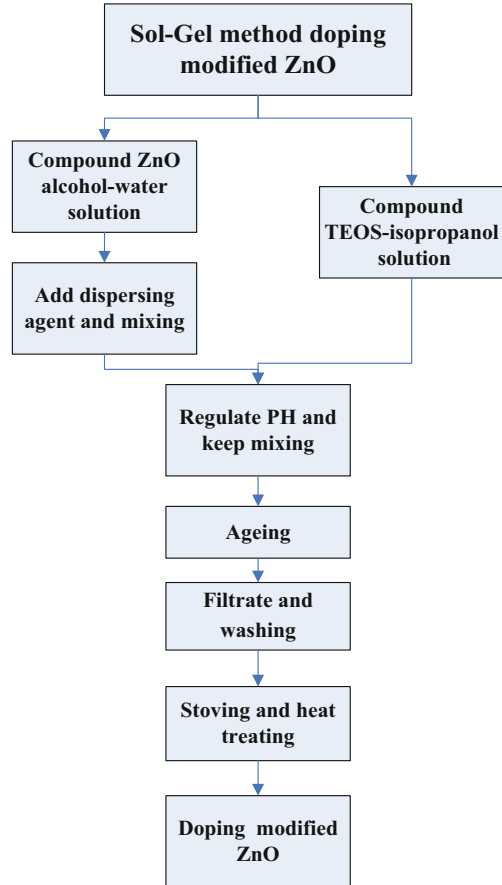 Sol-Gel method doping
modified ZnO
Compound ZnO
alcohol-water
solution
Compound
TEOS-isopropanol
solution
Add dispersing
agent and mixing
Regulate PH and
keep mixing
Ageing
Filtrate and
washing
Stoving and heat
treating
Doping modified
ZnO